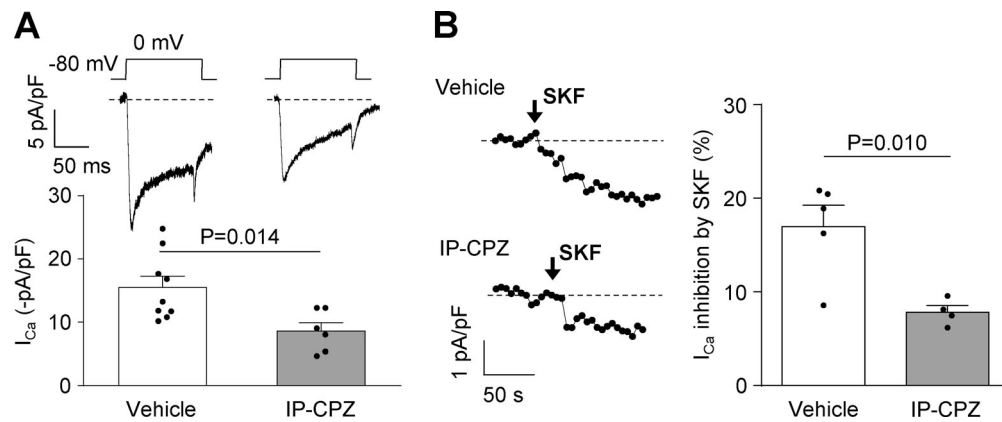 A
0 mV
-80 mV
5 pA/pF
50 ms
30
20
10
0
I_Ca (-pA/pF)
P=0.014
Vehicle
IP-CPZ
B
Vehicle
SKF
IP-CPZ
SKF
1 pA/pF
50 s
I_Ca inhibition by SKF (%)
30
20
10
0
P=0.010
Vehicle
IP-CPZ